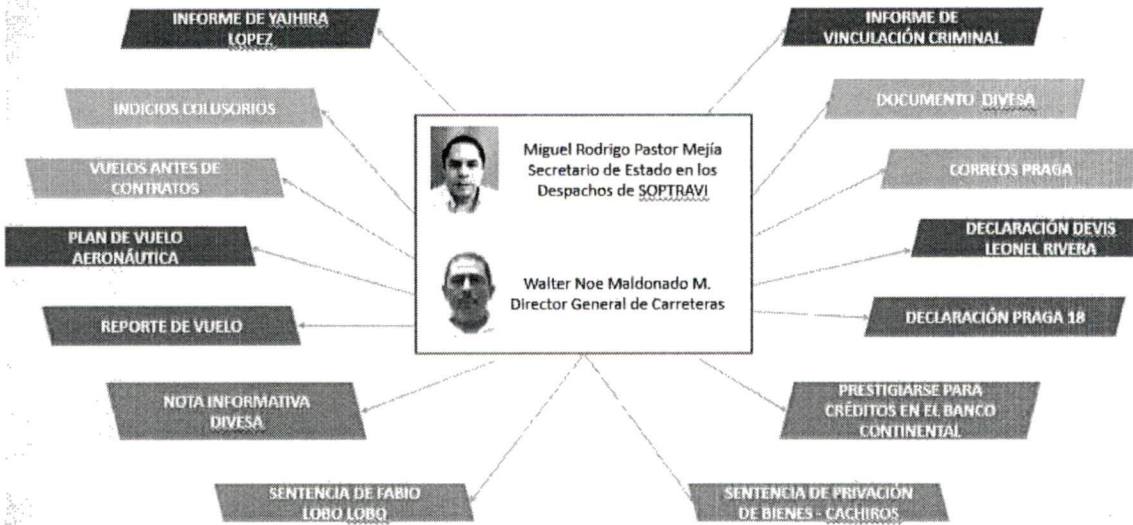 INFORME DE YAJHIRA
LOPEZ
INDICIOS COLUSORIOS
VUELOS ANTES DE
CONTRATOS
PLAN DE VUELO
AERONÁUTICA
REPORTE DE VUELO
NOTA INFORMATIVA
DIVESA
SENTENCIA DE FABIO
LOBO LOBO
Miguel Rodrigo Pastor Mejía
Secretario de Estado en los
Despachos de SOPTRAVI
Walter Noe Maldonado M.
Director General de Carreteras
INFORME DE
VINCULACIÓN CRIMINAL
DOCUMENTO DIVESA
CORREOS PRAGA
DECLARACIÓN DEVIS
LEONEL RIVERA
DECLARACIÓN PRAGA 18
PRESTIGIARSE PARA
CRÉDITOS EN EL BANCO
CONTINENTAL
SENTENCIA DE PRIVACIÓN
DE BIENES - CACHIROS